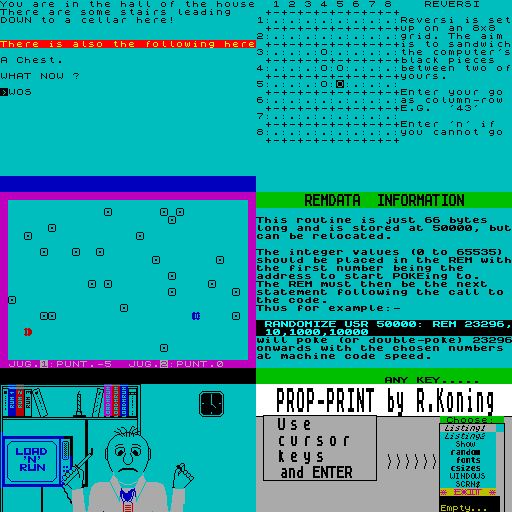 You are in the hall of the house
There are some stairs leading
DOWN to a cellar here!
There is also the following here
A Chest.
WHAT NOW ?
>WOS
1 2 3 4 5 6 7 8
REVERSI
1
2
3
4
5
6
7
8
Reversi is set
up on an 8x8
grid. The aim
is to sandwich
the computer's
black pieces
between two of
yours.
Enter your go
as column-row
E.G. '43'
Enter 'n' if
you cannot go
JUG.1:PUNT.-5 JUG.2:PUNT.0
REMDATA INFORMATION
This routine is just 66 bytes
long and is stored at 50000, but
can be relocated.
The integer values (0 to 65535)
should be placed in the REM with
the first number being the
address to start POKEing to.
The REM must then be the next
statement following the call to
the code.
Thus for example:-
RANDOMIZE USR 50000: REM 23296,
10,1000,10000
will poke (or double-poke) 23296
onwards with the chosen numbers
at machine code speed.
ANY KEY.....
LOAD
'N'
RUN
PROP-PRINT by R.Koning
Use
cursor
keys
and ENTER
>>>>>>
Choose:
Listing1
Listing2
Show
random
fonts
csizes
WINDOWS
SCRN$
* EXIT *
Empty...